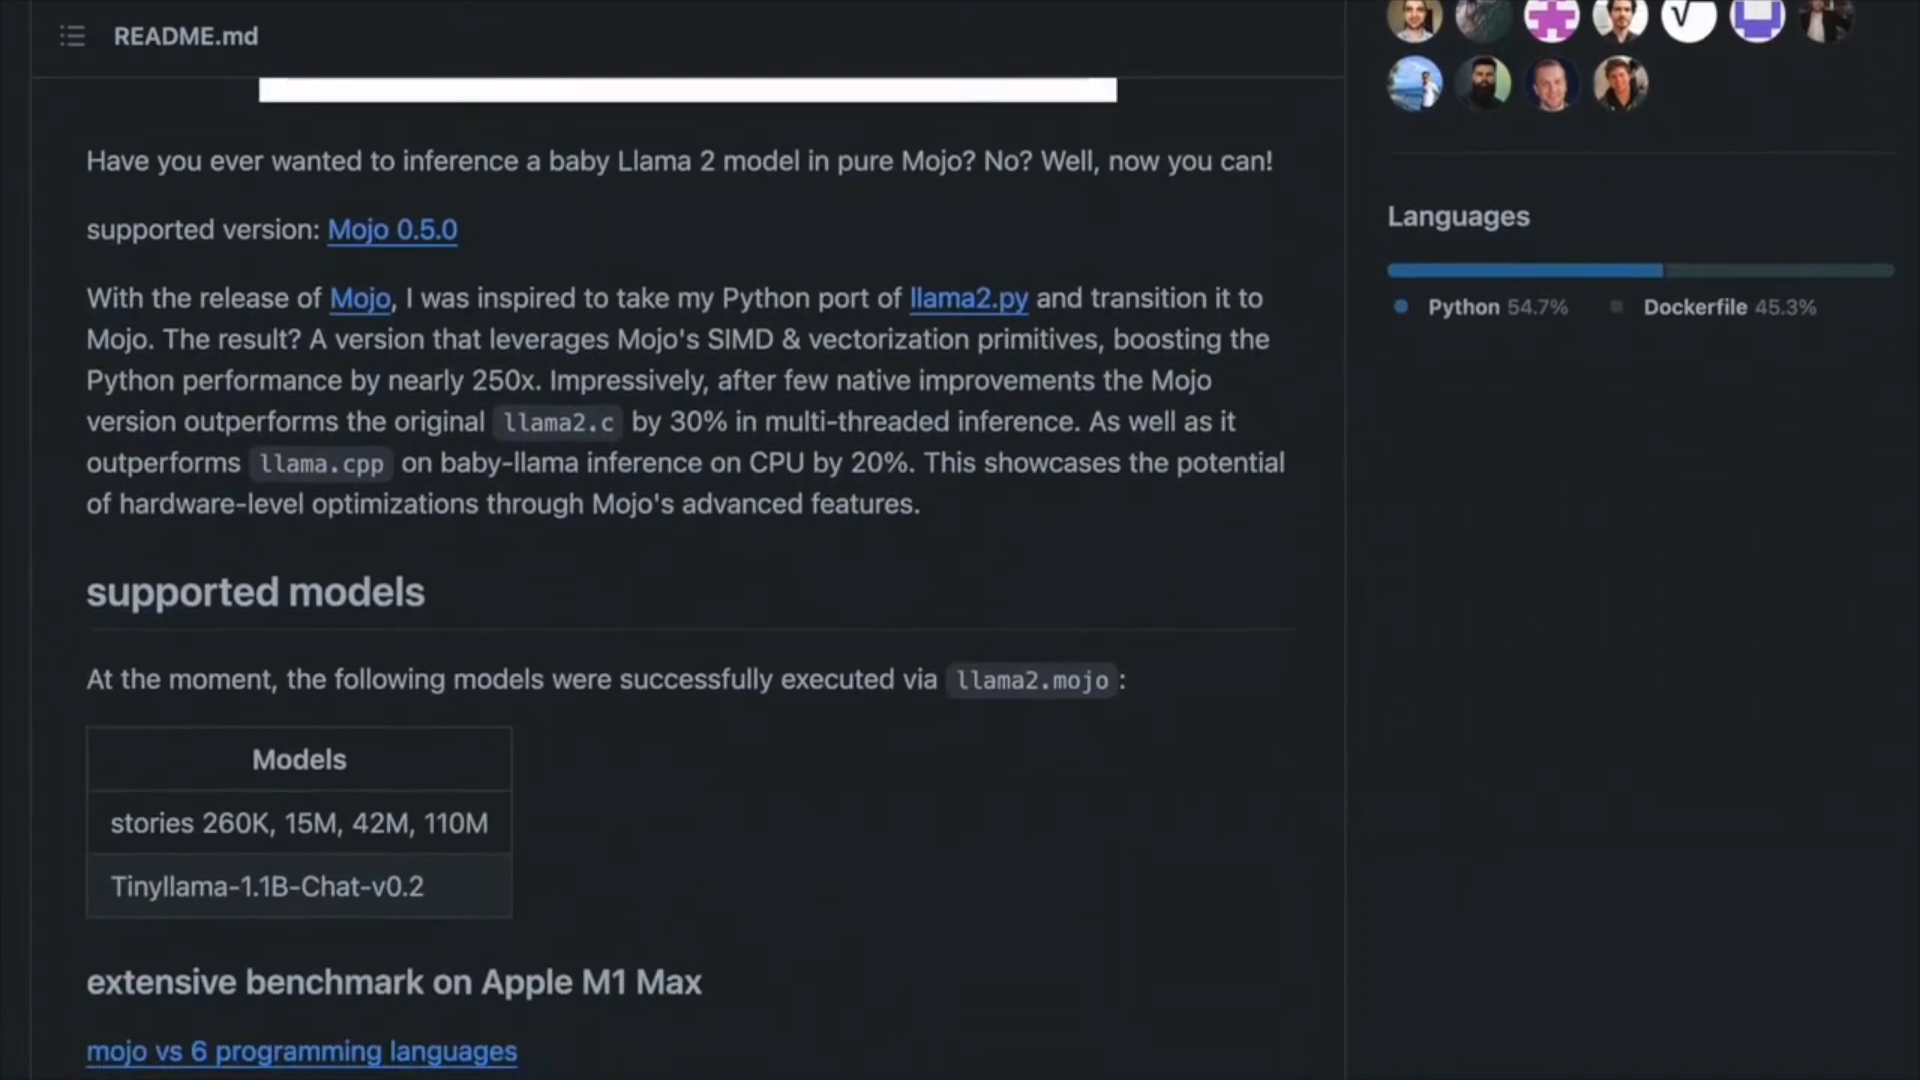 README.md
Have you ever wanted to inference a baby Llama 2 model in pure Mojo? No? Well, now you can!
supported version: Mojo 0.5.0
With the release of Mojo, I was inspired to take my Python port of llama2.py and transition it to
Mojo. The result? A version that leverages Mojo's SIMD & vectorization primitives, boosting the
Python performance by nearly 250x. Impressively, after few native improvements the Mojo
version outperforms the original llama2.c by 30% in multi-threaded inference. As well as it
outperforms llama.cpp on baby-llama inference on CPU by 20%. This showcases the potential
of hardware-level optimizations through Mojo's advanced features.
supported models
At the moment, the following models were successfully executed via llama2.mojo:
Models
stories 260K, 15M, 42M, 110M
Tinyllama-1.1B-Chat-v0.2
extensive benchmark on Apple M1 Max
mojo vs 6 programming languages
Languages
Python 54.7% Dockerfile 45.3%